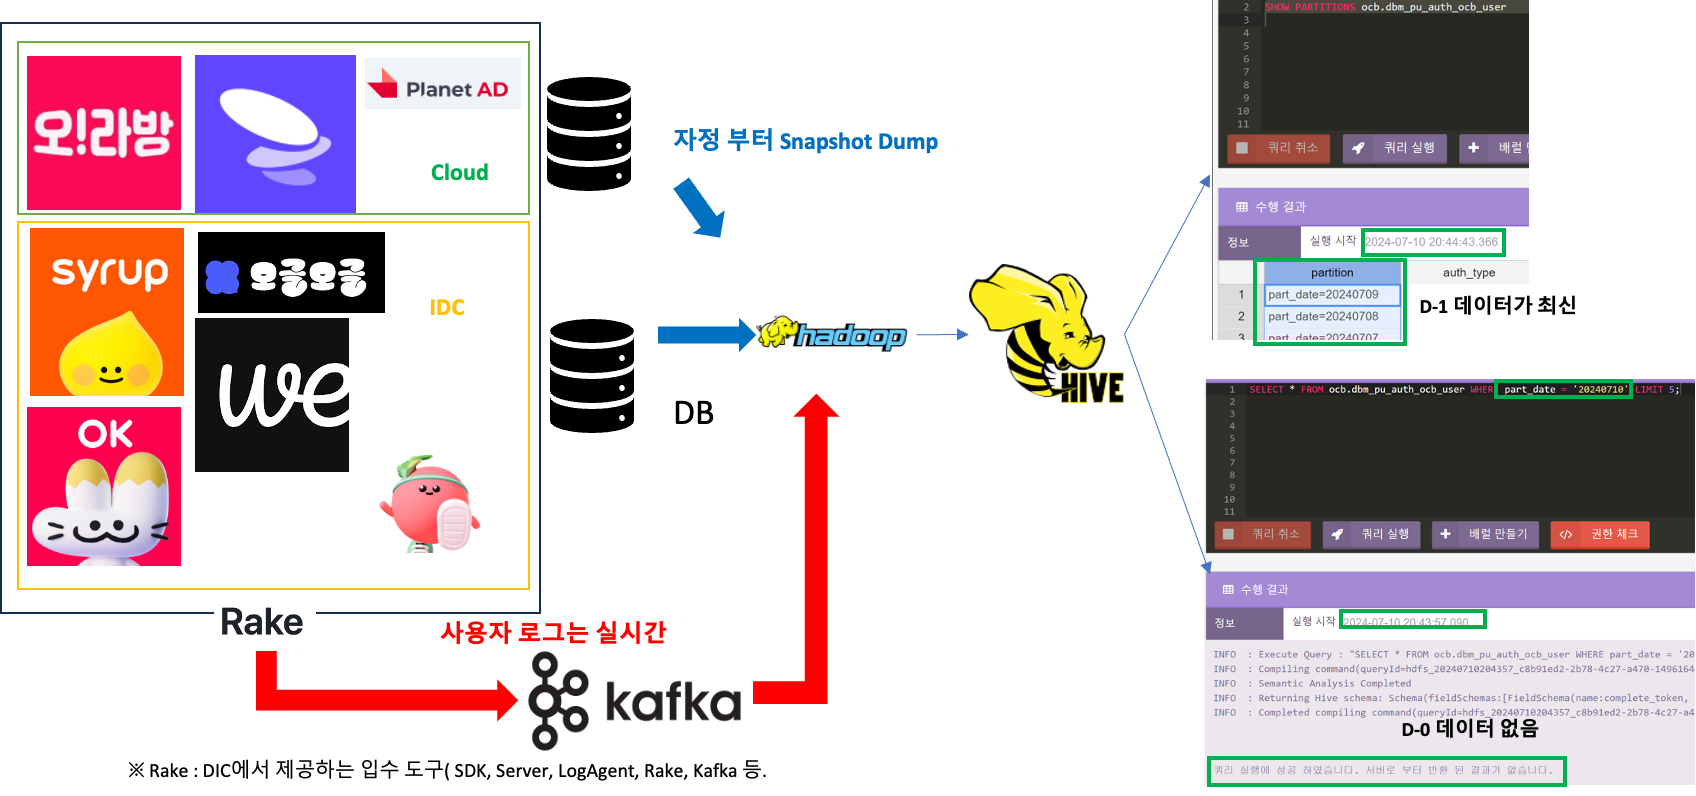 오!라방
Planet AD
Cloud
syrup
오글오글
IDC
we
OK
Rake
자정 부터 Snapshot Dump
DB
hadoop
HIVE
사용자 로그는 실시간
kafka
※ Rake : DIC에서 제공하는 입수 도구( SDK, Server, LogAgent, Rake, Kafka 등.
2 SHOW PARTITIONS ocb.dbm_pu_auth_ocb_user
3
4
5
6
7
8
9
10
11
쿼리 취소 쿼리 실행 배럴
수행 결과
정보 실행 시작 2024-07-10 20:44:43.366
partition auth_type
1 part_date=20240709
2 part_date=20240708
3 part_date=20240707
D-1 데이터가 최신
1 SELECT * FROM ocb.dbm_pu_auth_ocb_user WHER part_date = '20240710' LIMIT 5;
2
3
4
5
6
7
8
9
10
11
쿼리 취소 쿼리 실행 배럴 만들기 권한 체크
수행 결과
정보 실행 시작 2024-07-10 20:43:57.090
INFO : Execute Query : "SELECT * FROM ocb.dbm_pu_auth_ocb_user WHERE part_date = '20
INFO : Compiling command(queryId=hdfs_20240710204357_c8b91ed2-2b78-4c27-a470-1496164
INFO : Semantic Analysis Completed
INFO : Returning Hive schema: Schema(fieldSchemas:[FieldSchema(name:complete_token,
INFO : Completed compiling command(queryId=hdfs_20240710204357_c8b91ed2-2b78-4c27-a4
D-0 데이터 없음
쿼리 실행에 성공 하였습니다. 서버로 부터 반환 된 결과가 없습니다.